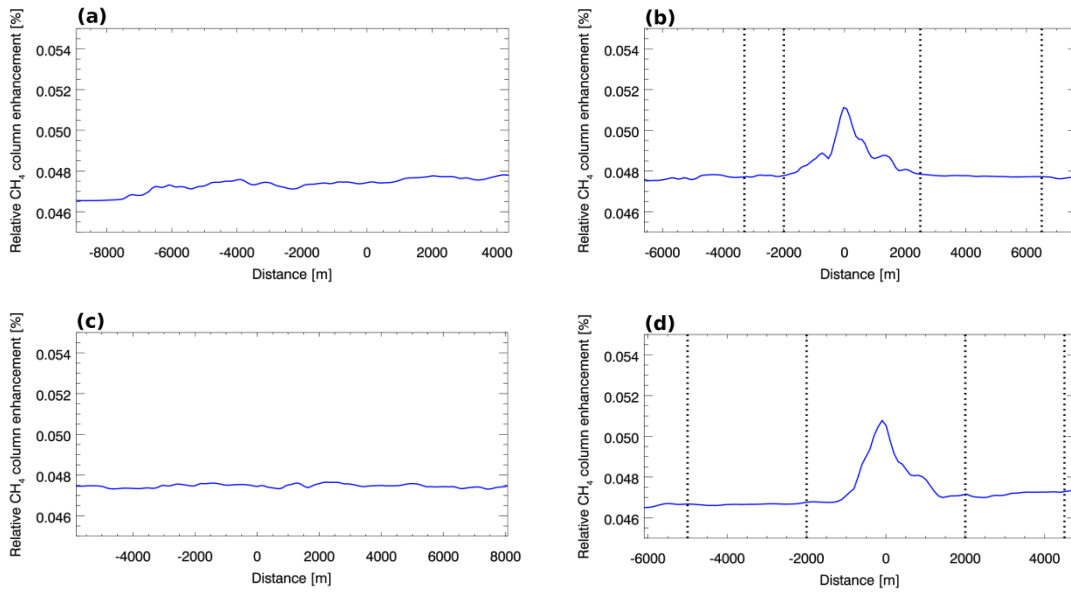 (a)
Relative CH₄ column enhancement [%]
0.054
0.052
0.050
0.048
0.046
-8000 -6000 -4000 -2000 0 2000 4000
Distance [m]
(b)
Relative CH₄ column enhancement [%]
0.054
0.052
0.050
0.048
0.046
-6000 -4000 -2000 0 2000 4000 6000
Distance [m]
(c)
Relative CH₄ column enhancement [%]
0.054
0.052
0.050
0.048
0.046
-4000 -2000 0 2000 4000 6000 8000
Distance [m]
(d)
Relative CH₄ column enhancement [%]
0.054
0.052
0.050
0.048
0.046
-6000 -4000 -2000 0 2000 4000
Distance [m]